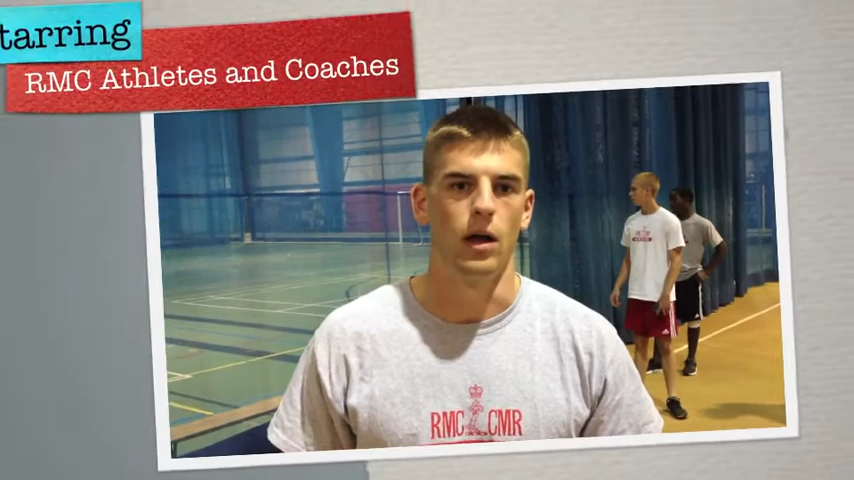 tarring
RMC Athletes and Coaches
RMC CMR